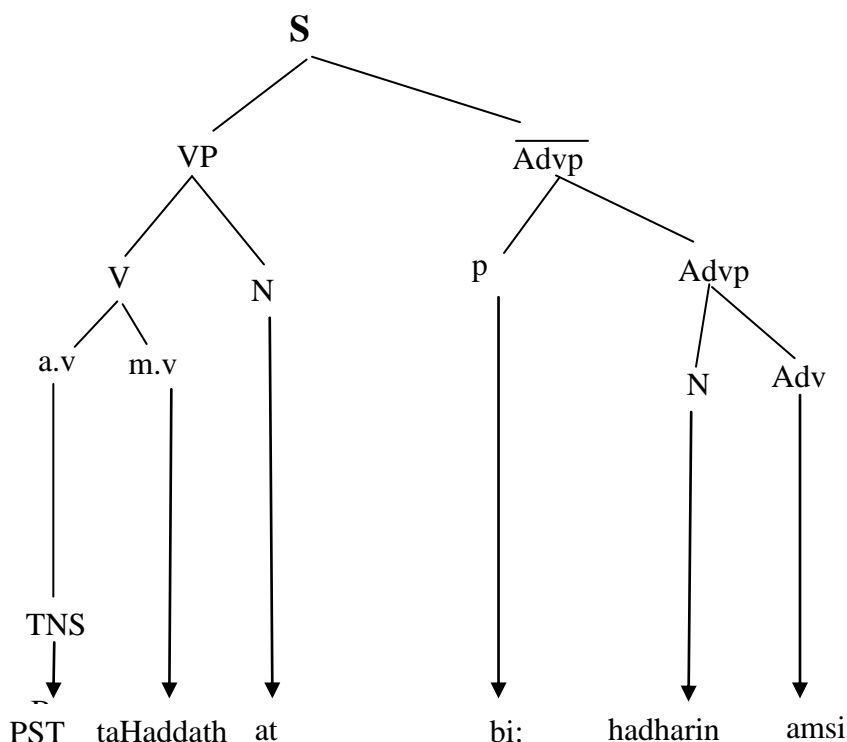 S
VP Advp
V N p Advp
a.v m.v N Adv
TNS
PST taHaddath at bi: hadharin amsi